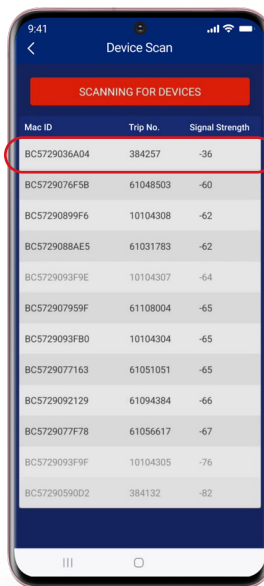 9:41
Device Scan
SCANNING FOR DEVICES
Mac ID Trip No. Signal Strength
BC5729036A04 384257 -36
BC5729076F5B 61048503 -60
BC57290899F6 10104308 -62
BC5729088AE5 61031783 -62
BC5729093F9E 10104307 -64
BC572907959F 61108004 -65
BC5729093FB0 10104304 -65
BC5729077163 61051051 -65
BC5729092129 61094384 -66
BC5729077F78 61056617 -67
BC5729093F9F 10104305 -76
BC57290590D2 384132 -82